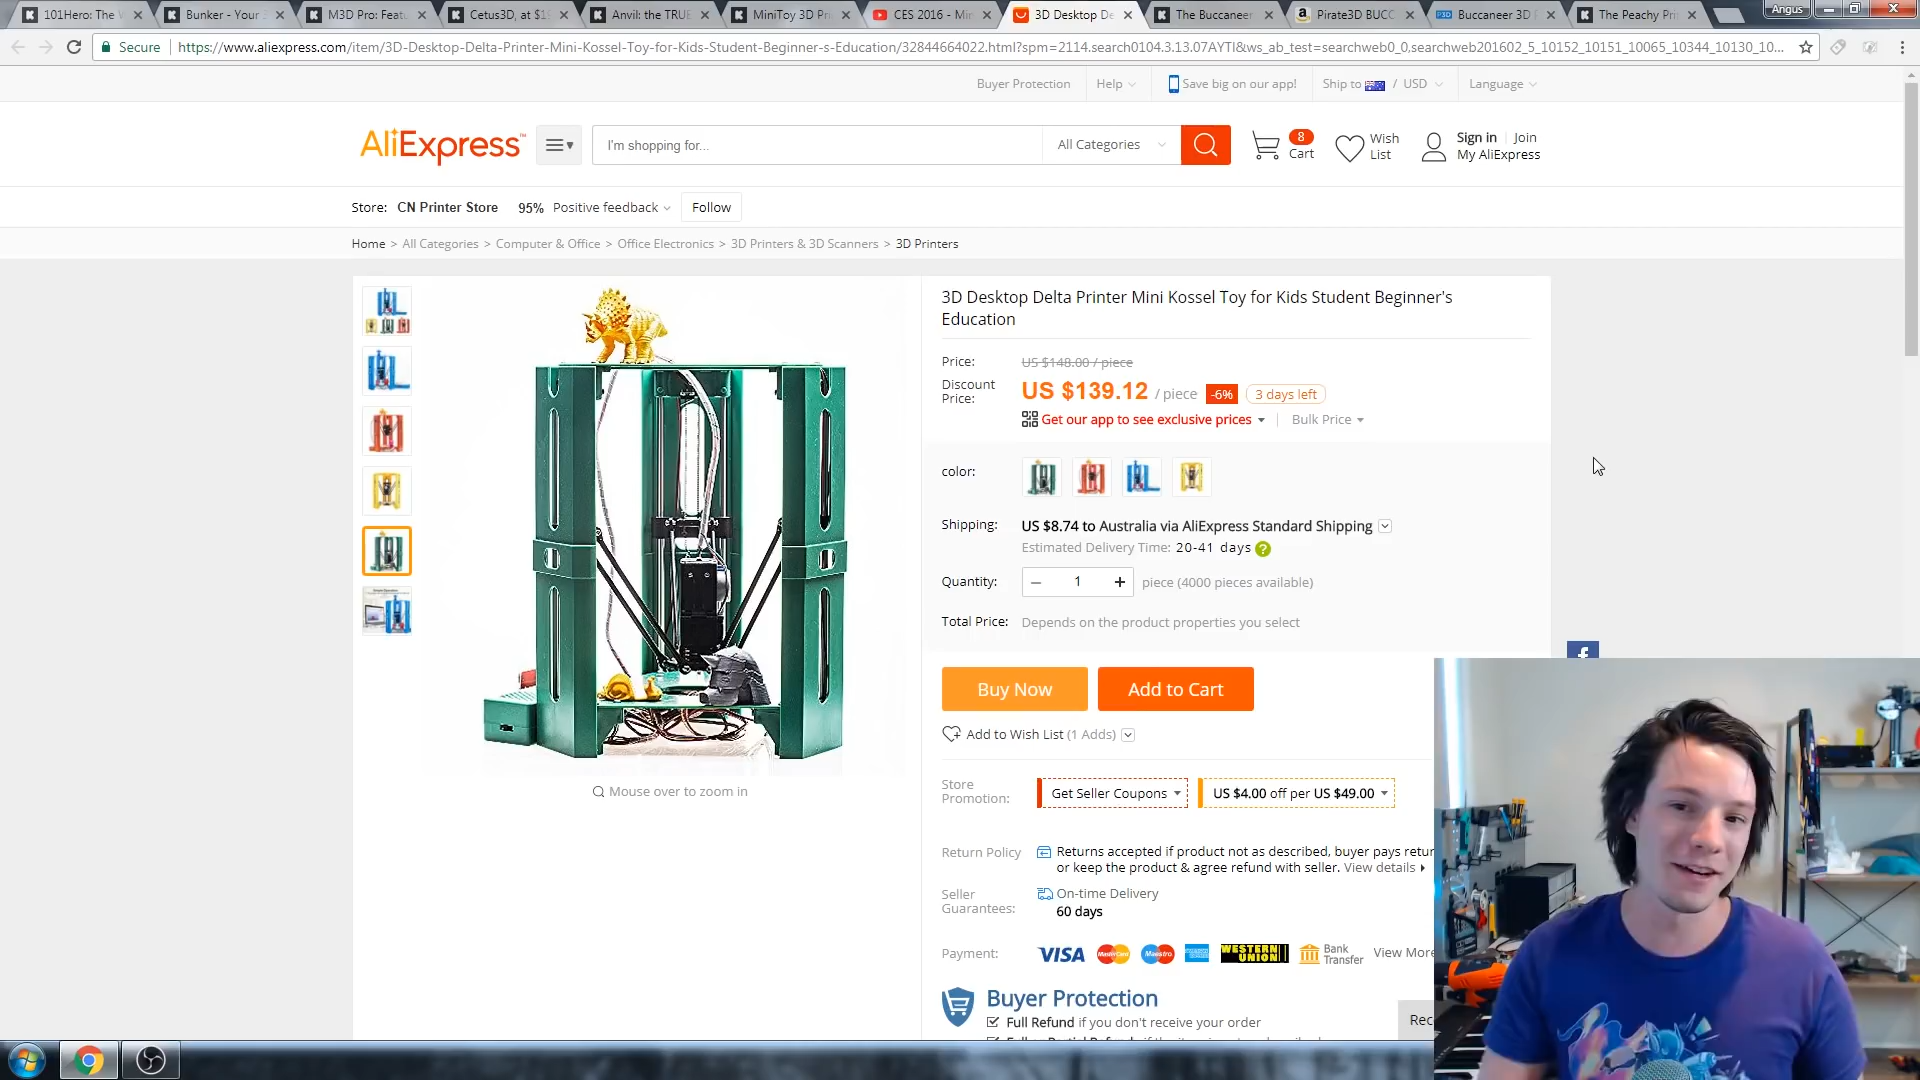 101Hero: The W
Bunker - Your
M3D Pro: Featu
Cetus3D, at $1
Anvil: the TRUE
MiniToy 3D Pri
CES 2016 - Min
3D Desktop De
The Buccaneer
Pirate3D BUCC
Buccaneer 3D P
The Peachy Prin
Angus
Secure
https://www.aliexpress.com/item/3D-Desktop-Delta-Printer-Mini-Kossel-Toy-for-Kids-Student-Beginner-s-Education/32844664022.html?spm=2114.search0104.3.13.07AYTI&ws_ab_test=searchweb0_0,searchweb201602_5_10152_10151_10065_10344_10130_10...
Buyer Protection Help Save big on our app! Ship to / USD Language
AliExpress™
I'm shopping for...
All Categories
8
Cart
Wish
List
Sign in Join
My AliExpress
Store: CN Printer Store 95% Positive feedback Follow
Home > All Categories > Computer & Office > Office Electronics > 3D Printers & 3D Scanners > 3D Printers
3D Desktop Delta Printer Mini Kossel Toy for Kids Student Beginner's
Education
Price: US $148.00 / piece
Discount
Price:
US $139.12 / piece -6% 3 days left
Get our app to see exclusive prices Bulk Price
color:
Shipping: US $8.74 to Australia via AliExpress Standard Shipping
Estimated Delivery Time: 20-41 days ?
Quantity: − 1 + piece (4000 pieces available)
Total Price: Depends on the product properties you select
f
Buy Now Add to Cart
Add to Wish List (1 Adds)
Mouse over to zoom in
Store
Promotion:
Get Seller Coupons US $4.00 off per US $49.00
Return Policy Returns accepted if product not as described, buyer pays retur
or keep the product & agree refund with seller. View details
Seller
Guarantees:
On-time Delivery
60 days
Payment: VISA MasterCard Maestro WESTERN UNION Bank Transfer View More
Buyer Protection
Full Refund if you don't receive your order
Rec